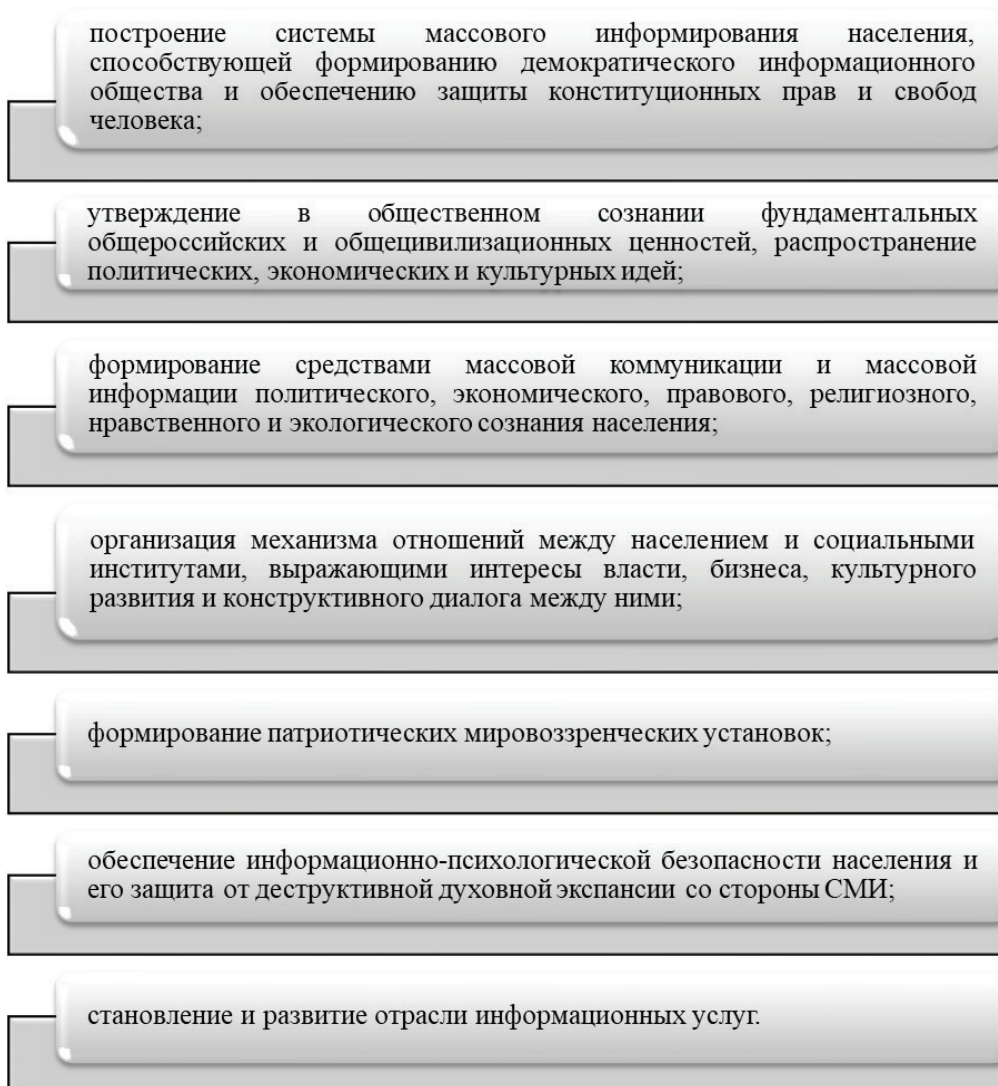 построение системы массового информирования населения,
способствующей формированию демократического информационного
общества и обеспечению защиты конституционных прав и свобод
человека;
утверждение в общественном сознании фундаментальных
общероссийских и общецивилизационных ценностей, распространение
политических, экономических и культурных идей;
формирование средствами массовой коммуникации и массовой
информации политического, экономического, правового, религиозного,
нравственного и экологического сознания населения;
организация механизма отношений между населением и социальными
институтами, выражающими интересы власти, бизнеса, культурного
развития и конструктивного диалога между ними;
формирование патриотических мировоззренческих установок;
обеспечение информационно-психологической безопасности населения и
его защита от деструктивной духовной экспансии со стороны СМИ;
становление и развитие отрасли информационных услуг.